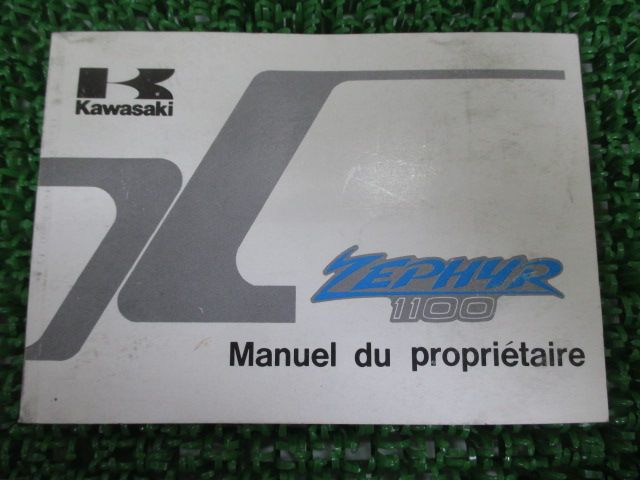 Kawasaki
ZEPHYR
1100
Manuel du propriétaire